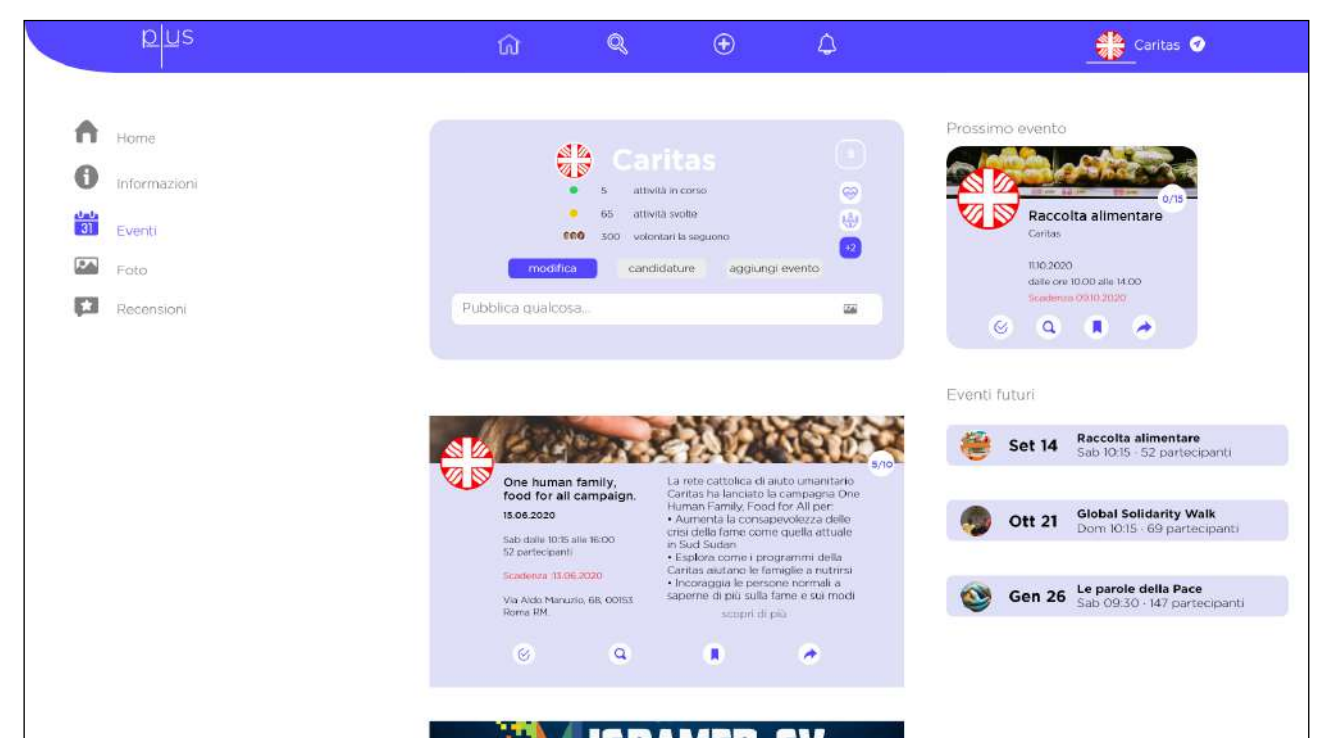 plus
Caritas
Home
Informazioni
31
Eventi
Foto
Recensioni
Caritas
5 attività in corso
65 attività svolte
300 volontari la seguono
+2
modifica candidature aggiungi evento
Pubblica qualcosa...
5/10
One human family,
food for all campaign.
15.06.2020
Sab dalle 10:15 alle 16:00
52 partecipanti
Scadenza :13.06.2020
Via Aldo Manuzio, 68, 00153
Roma RM.
La rete cattolica di aiuto umanitario
Caritas ha lanciato la campagna One
Human Family, Food for All per:
• Aumenta la consapevolezza delle
crisi della fame come quella attuale
in Sud Sudan
• Esplora come i programmi della
Caritas aiutano le famiglie a nutrirsi
• Incoraggia le persone normali a
saperne di più sulla fame e sui modi
scopri di più
Prossimo evento
0/15
Raccolta alimentare
Caritas
11.10.2020
dalle ore 10.00 alle 14.00
Scadenza 09.10.2020
Eventi futuri
Set 14
Raccolta alimentare
Sab 10:15 · 52 partecipanti
Ott 21
Global Solidarity Walk
Dom 10:15 · 69 partecipanti
Gen 26
Le parole della Pace
Sab 09:30 · 147 partecipanti